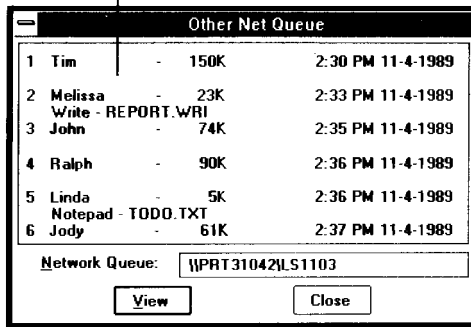 Other Net Queue
1 Tim - 150K 2:30 PM 11-4-1989
2 Melissa - 23K 2:33 PM 11-4-1989
Write - REPORT.WRI
3 John - 74K 2:35 PM 11-4-1989
4 Ralph - 90K 2:36 PM 11-4-1989
5 Linda - 5K 2:36 PM 11-4-1989
Notepad - TODO.TXT
6 Jody - 61K 2:37 PM 11-4-1989
Network Queue: \\PRT31042\LS1103
View Close